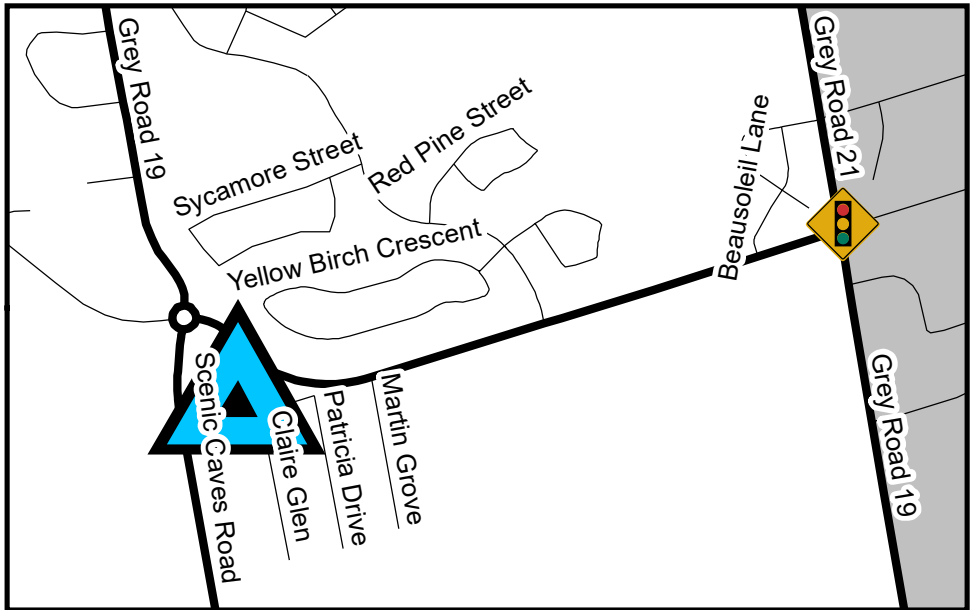 Grey Road 19
Grey Road 21
Sycamore Street
Red Pine Street
Beausoleil Lane
Yellow Birch Crescent
Scenic Caves Road
Claire Glen
Patricia Drive
Martin Grove
Grey Road 19